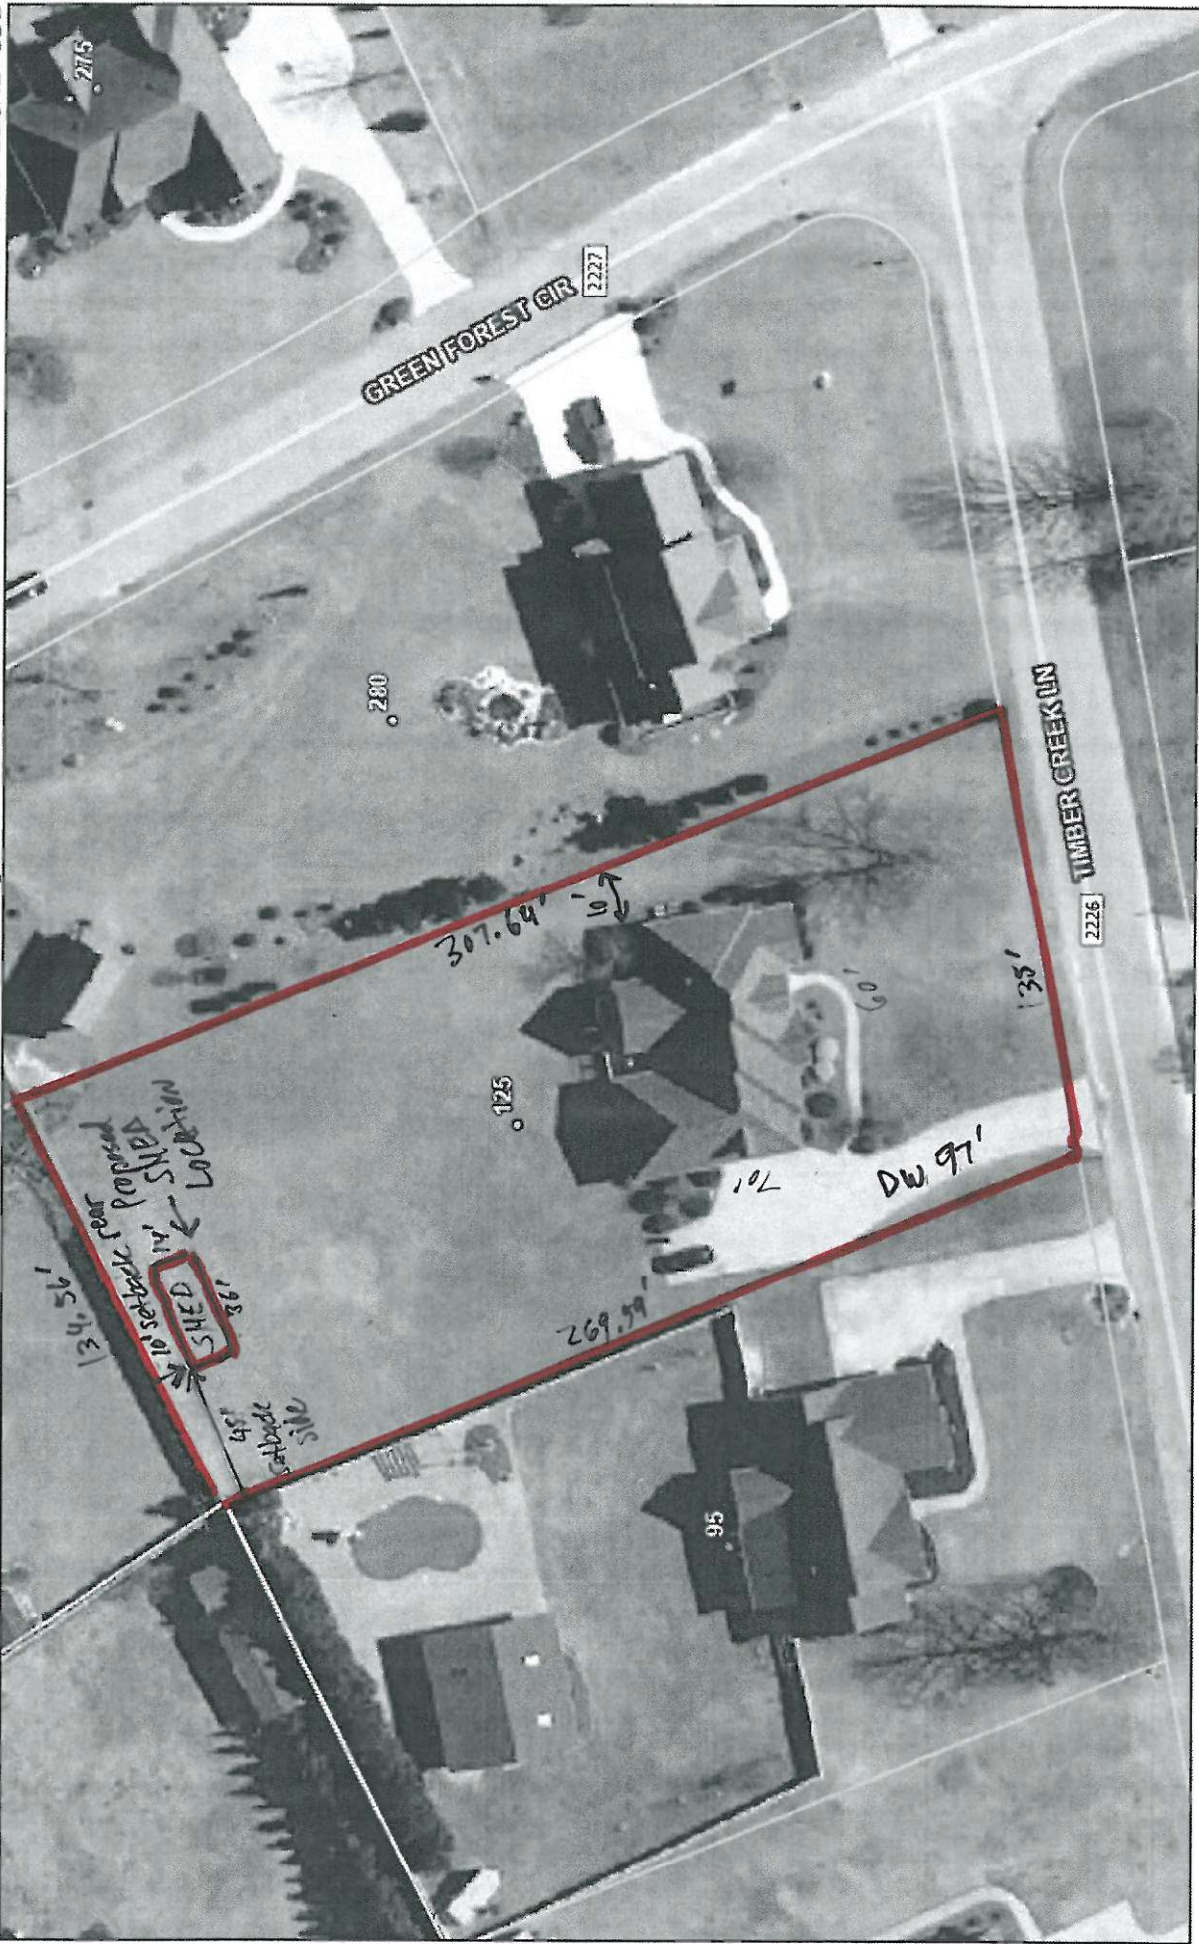 275
GREEN FOREST CIR
2227
280
TIMBER CREEK LN
2226
307.64'
10'
135'
60'
125
70'
DW. 97'
134.56'
10' setback rear
14'
← Proposed
SHED
LOCATION
SHED
36'
45'
Setback
side
269.59'
95